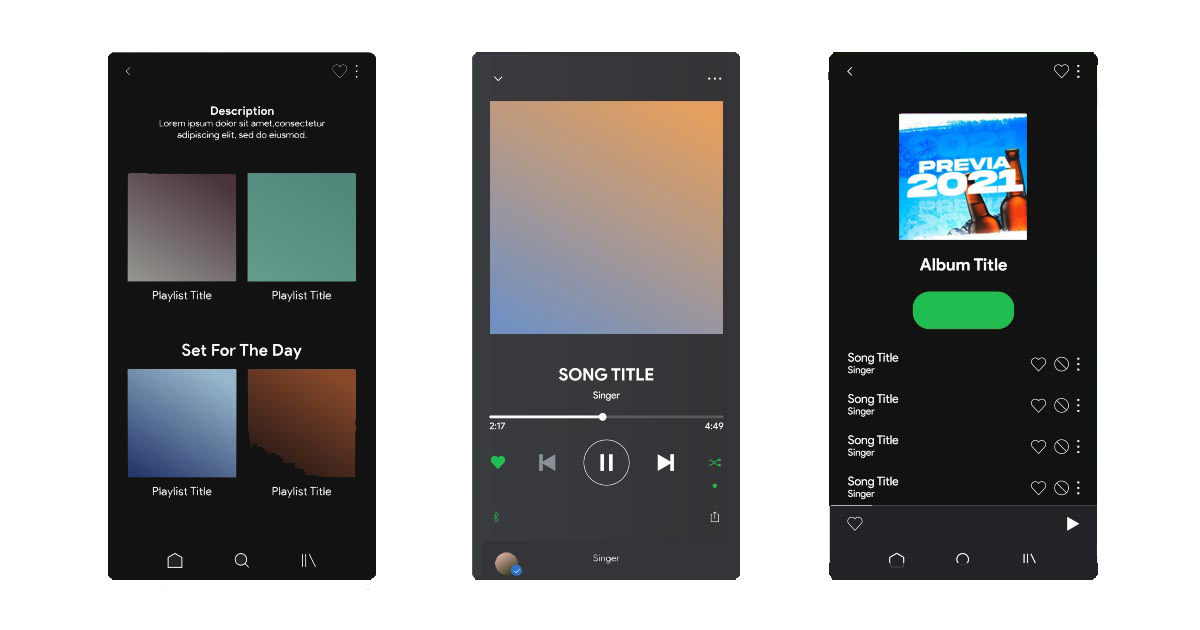 Description
Lorem ipsum dolor sit amet,consectetur
adipiscing elit, sed do eiusmod.
Playlist Title
Playlist Title
Set For The Day
Playlist Title
Playlist Title
SONG TITLE
Singer
2:17
4:49
Singer
PREVIA
2021
Album Title
Song Title
Singer
Song Title
Singer
Song Title
Singer
Song Title
Singer